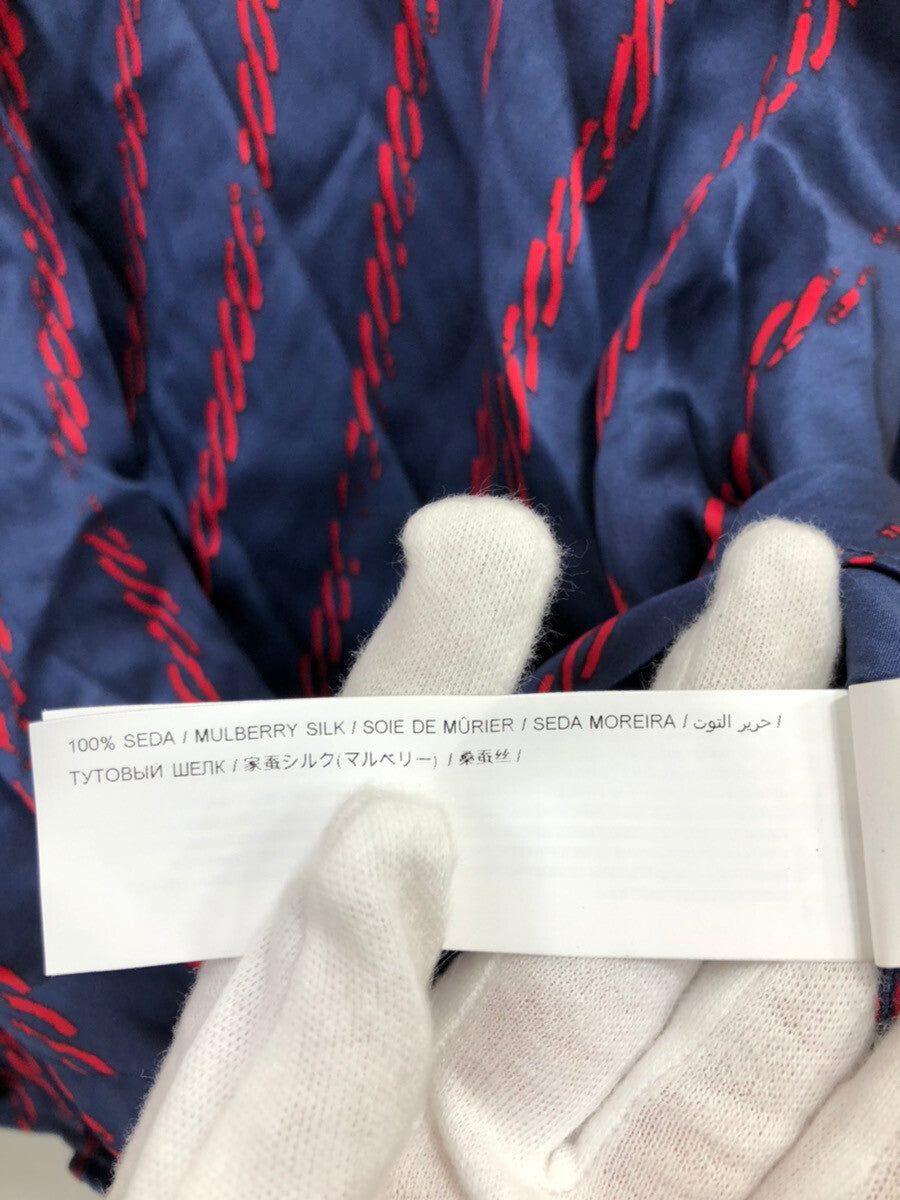 100% SEDA / MULBERRY SILK / SOIE DE MÛRIER / SEDA MOREIRA / حرير التوت /
ТУТОВЫЙ ШЕЛК / 家蚕シルク(マルベリー) / 桑蚕丝 /